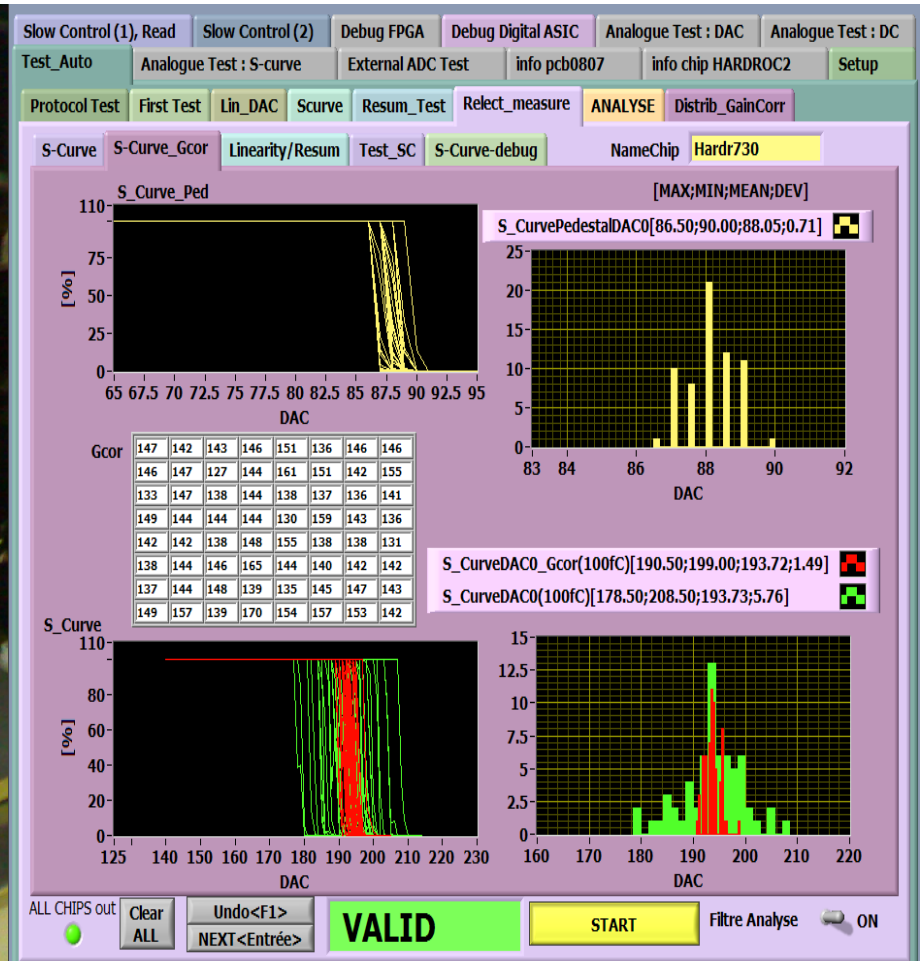 Slow Control (1), Read Slow Control (2) Debug FPGA Debug Digital ASIC Analogue Test : DAC Analogue Test : DC
Test_Auto Analogue Test : S-curve External ADC Test info pcb0807 info chip HARDROC2 Setup
Protocol Test First Test Lin_DAC Scurve Resum_Test Relect_measure ANALYSE Distrib_GainCorr
S-Curve S-Curve_Gcor Linearity/Resum Test_SC S-Curve-debug NameChip Hardr730
S_Curve_Ped
[MAX;MIN;MEAN;DEV]
S_CurvePedestalDAC0[86.50;90.00;88.05;0.71]
110
75
50
25
0
[%]
65 67.5 70 72.5 75 77.5 80 82.5 85 87.5 90 92.5 95
DAC
25
20
15
10
5
0
83 84 86 88 90 92
DAC
Gcor
147 142 143 146 151 136 146 146
146 147 127 144 161 151 142 155
133 147 138 144 138 137 136 141
149 144 144 144 130 159 143 136
142 142 138 148 155 138 138 131
138 144 146 165 144 140 142 142
137 144 148 139 135 145 147 143
149 157 139 170 154 157 153 142
S_CurveDAC0_Gcor(100fC)[190.50;199.00;193.72;1.49]
S_CurveDAC0(100fC)[178.50;208.50;193.73;5.76]
S_Curve
110
80
60
40
20
0
[%]
125 140 150 160 170 180 190 200 210 220 230
DAC
15
12.5
10
7.5
5
2.5
0
160 170 180 190 200 210 220
DAC
ALL CHIPS out
Clear
ALL
Undo<F1>
NEXT<Entrée>
VALID
START
Filtre Analyse
ON